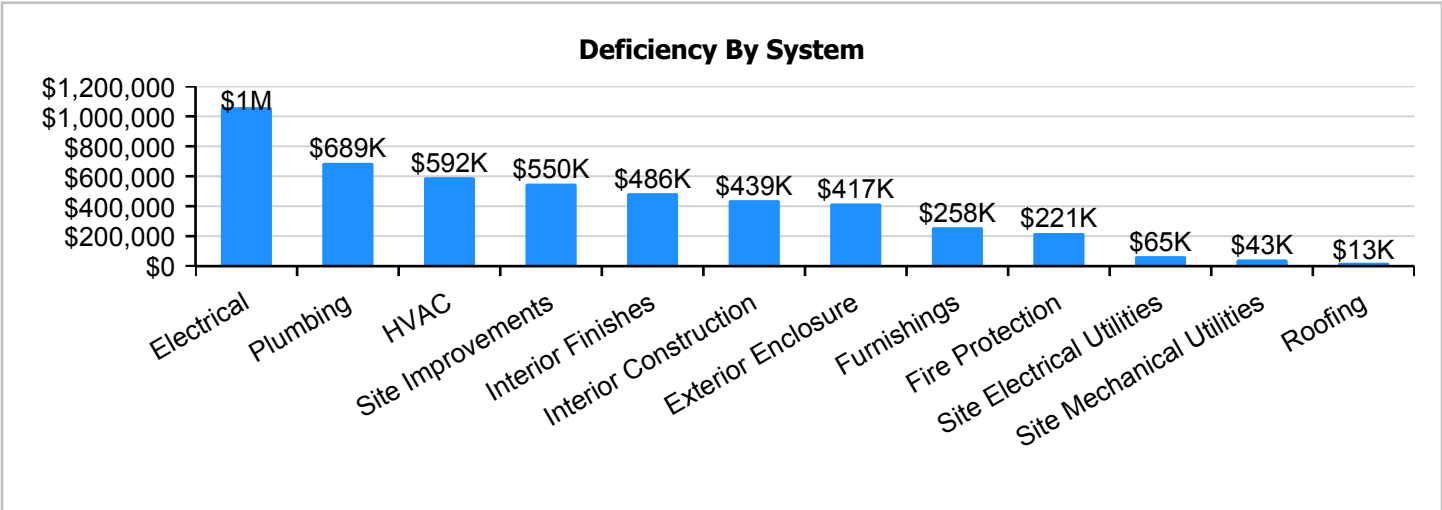 Deficiency By System
$1,200,000
$1,000,000
$800,000
$600,000
$400,000
$200,000
$0
$1M
$689K
$592K
$550K
$486K
$439K
$417K
$258K
$221K
$65K
$43K
$13K
Electrical
Plumbing
HVAC
Site Improvements
Interior Finishes
Interior Construction
Exterior Enclosure
Furnishings
Fire Protection
Site Electrical Utilities
Site Mechanical Utilities
Roofing